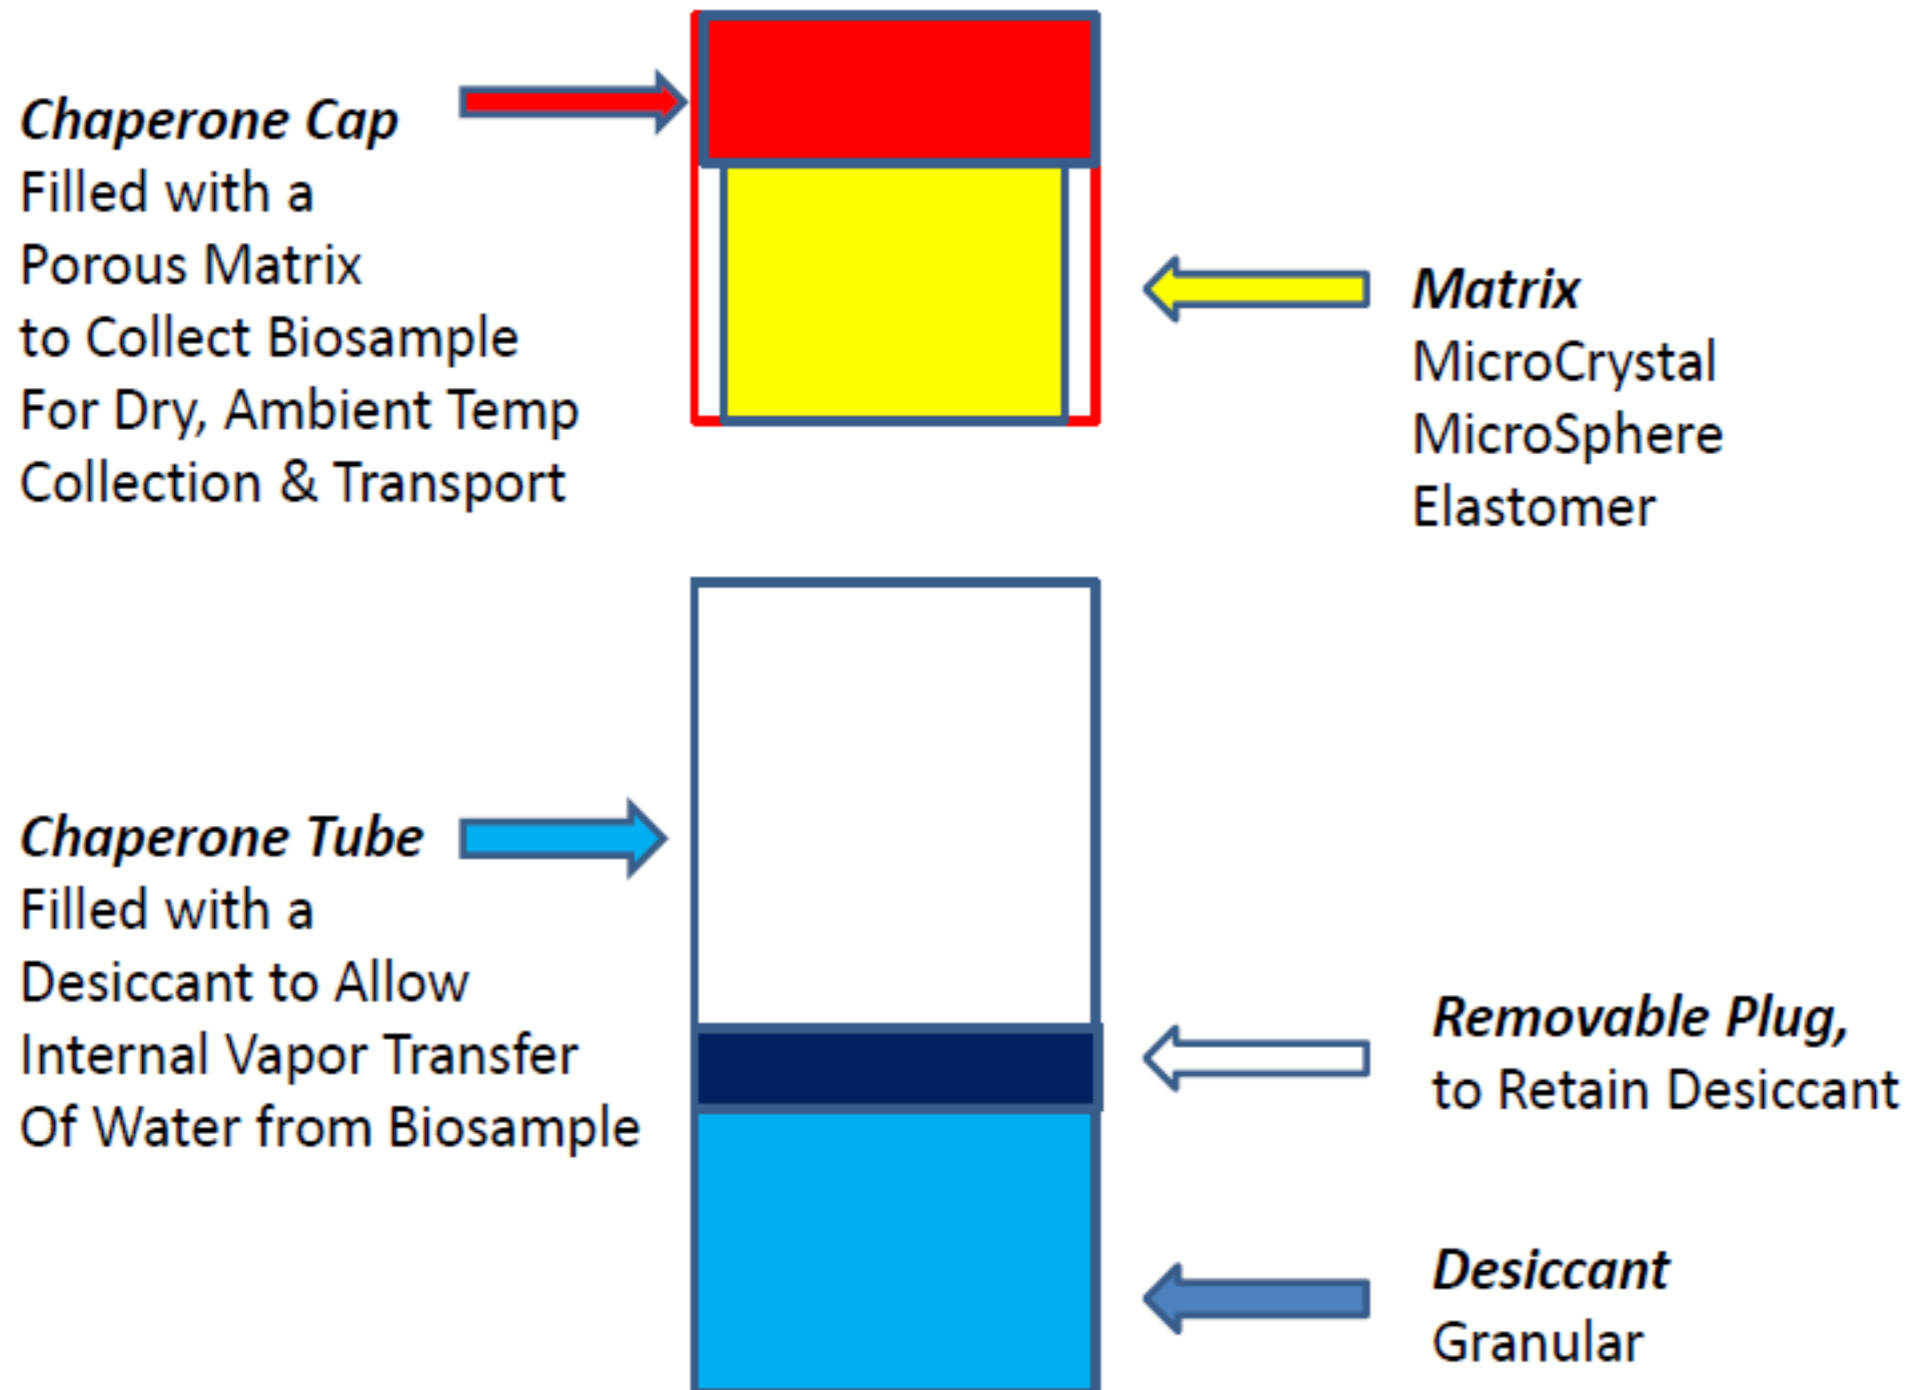 Chaperone Cap
Filled with a
Porous Matrix
to Collect Biosample
For Dry, Ambient Temp
Collection & Transport
Matrix
MicroCrystal
MicroSphere
Elastomer
Chaperone Tube
Filled with a
Desiccant to Allow
Internal Vapor Transfer
Of Water from Biosample
Removable Plug,
to Retain Desiccant
Desiccant
Granular